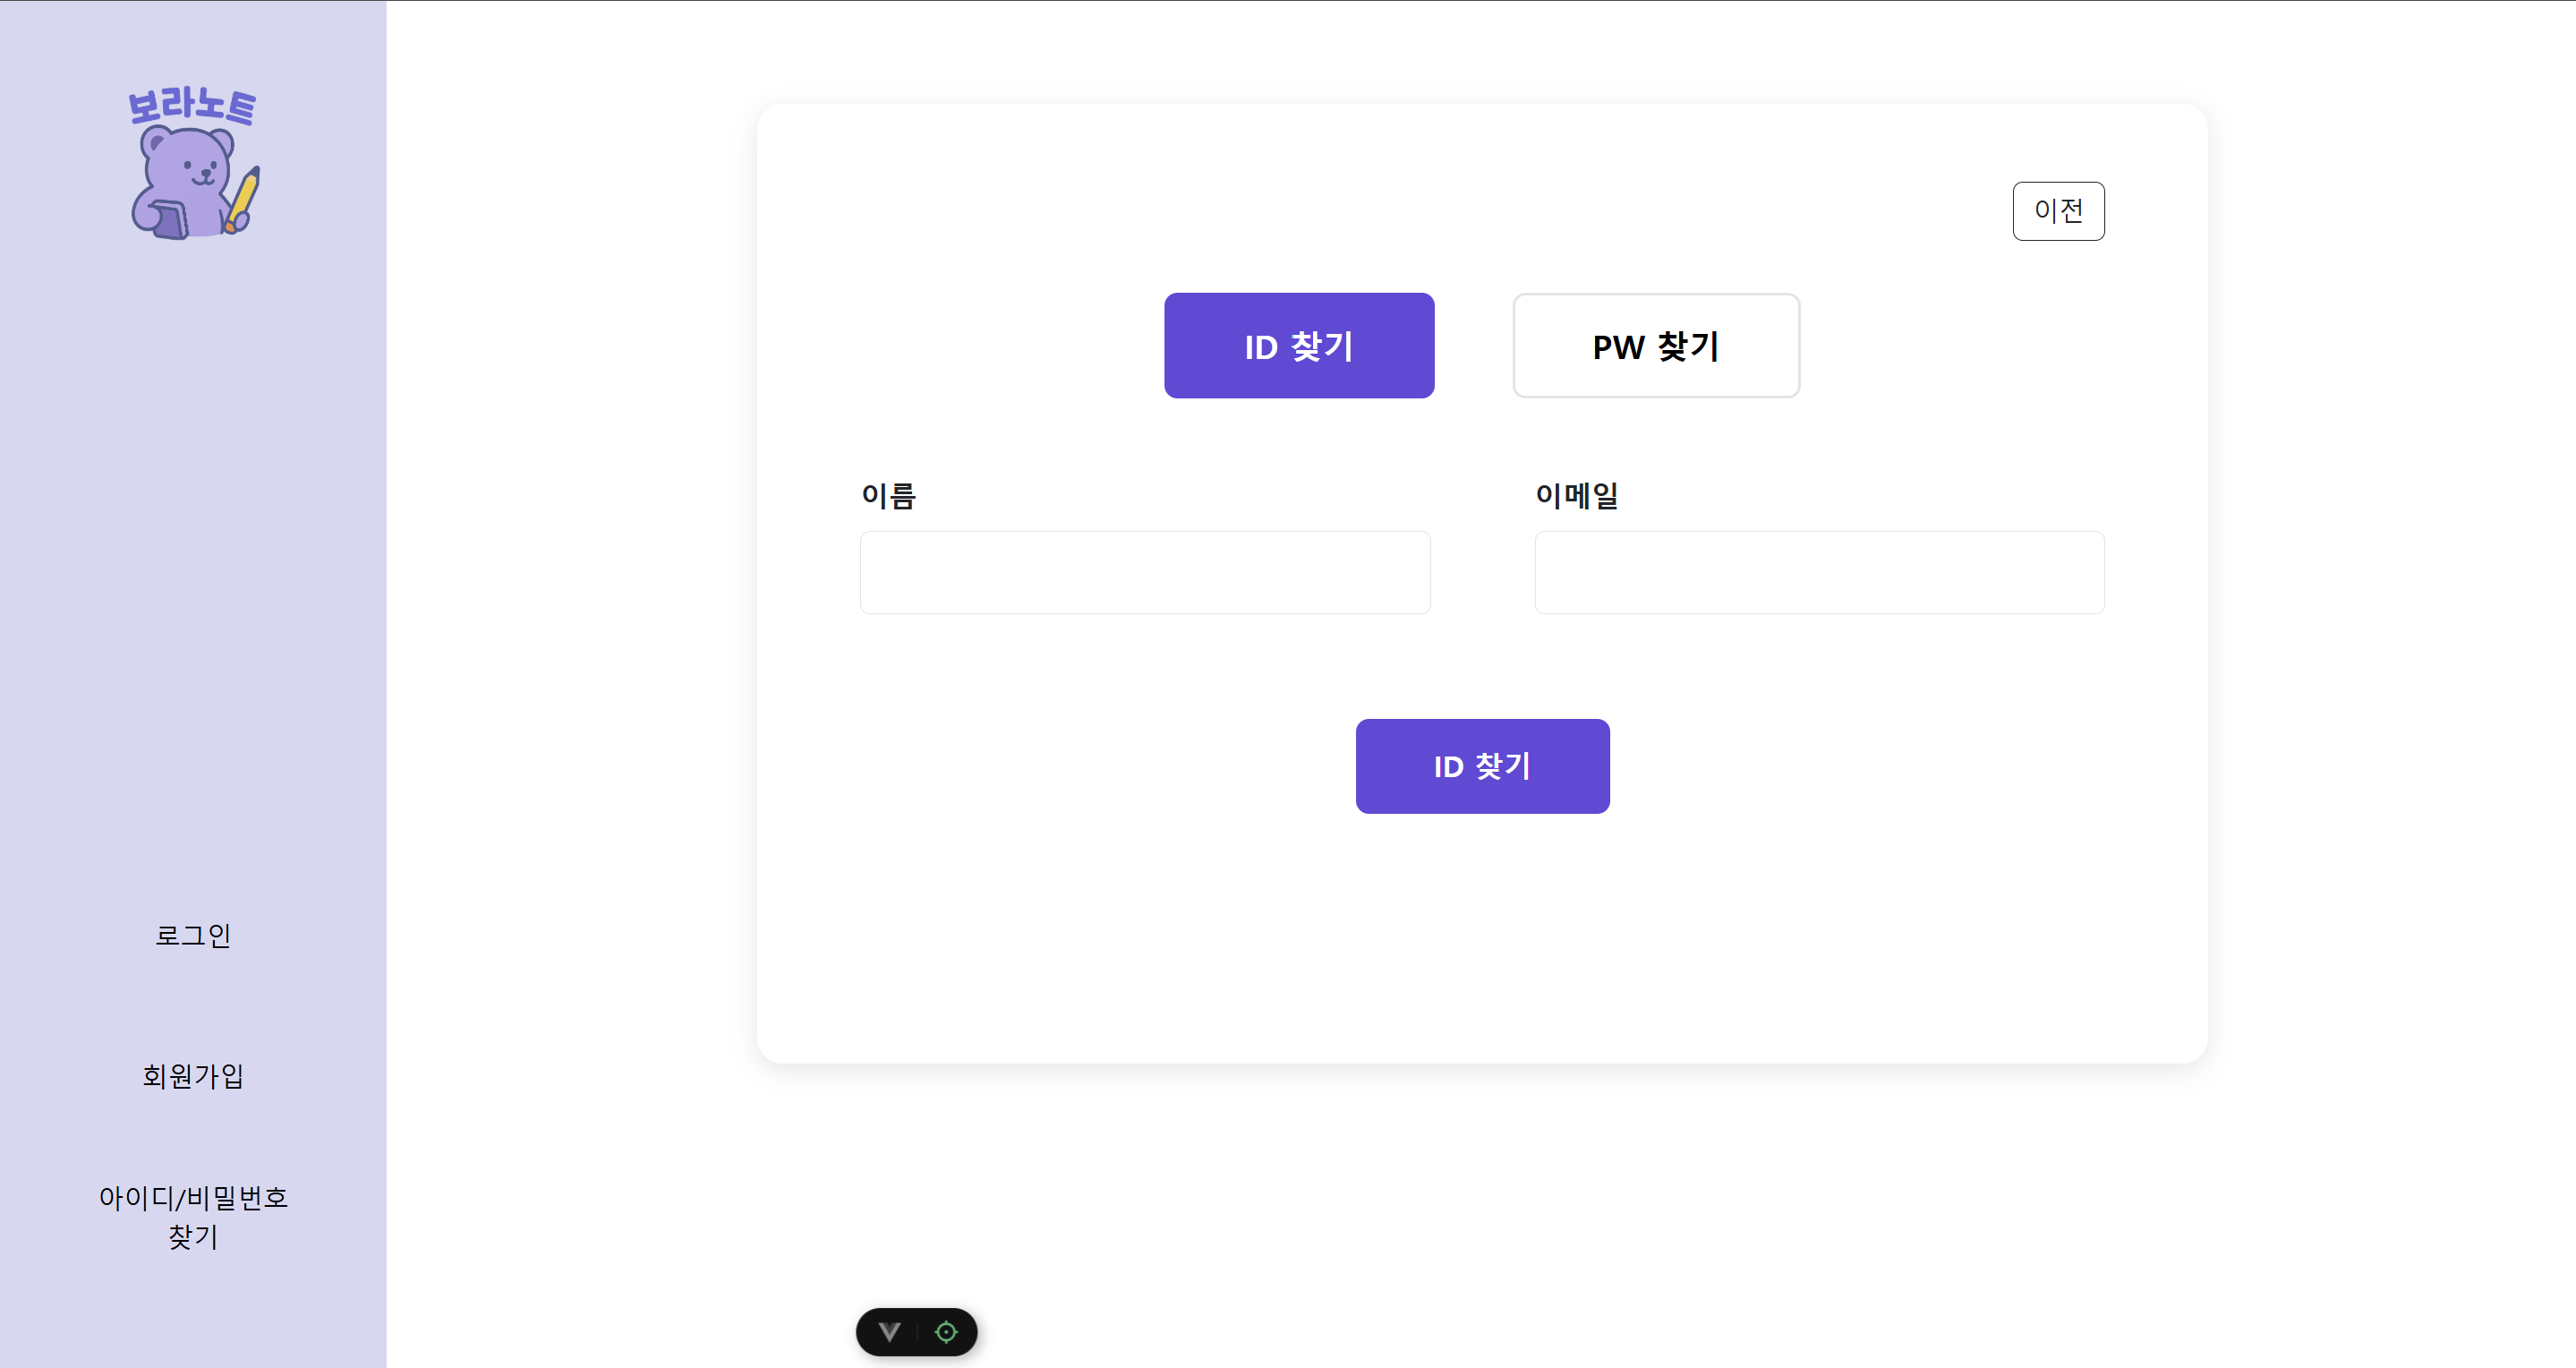 보라노트
로그인
회원가입
아이디/비밀번호
찾기
이전
ID 찾기
PW 찾기
이름
이메일
ID 찾기